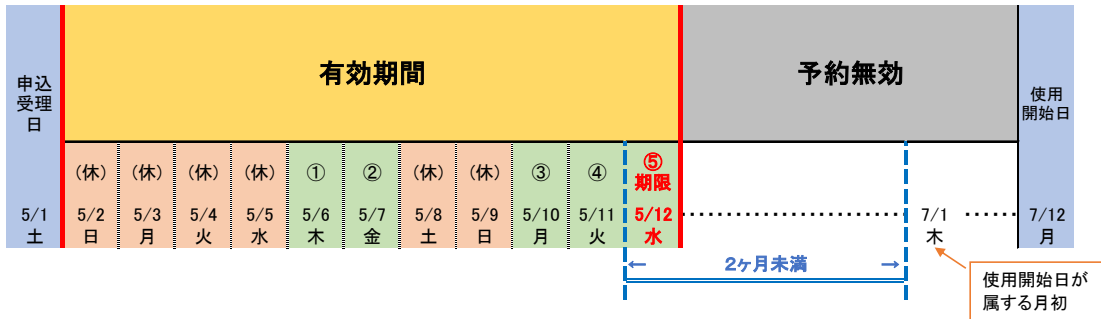 申込
受理
日
有効期間
予約無効
使用
開始日
(休) (休) (休) (休) ① ② (休) (休) ③ ④ ⑤
期限
5/1 5/2 5/3 5/4 5/5 5/6 5/7 5/8 5/9 5/10 5/11 5/12 7/1 7/12
土 日 月 火 水 木 金 土 日 月 火 水 木 月
← 2ヶ月未満 →
使用開始日が
属する月初